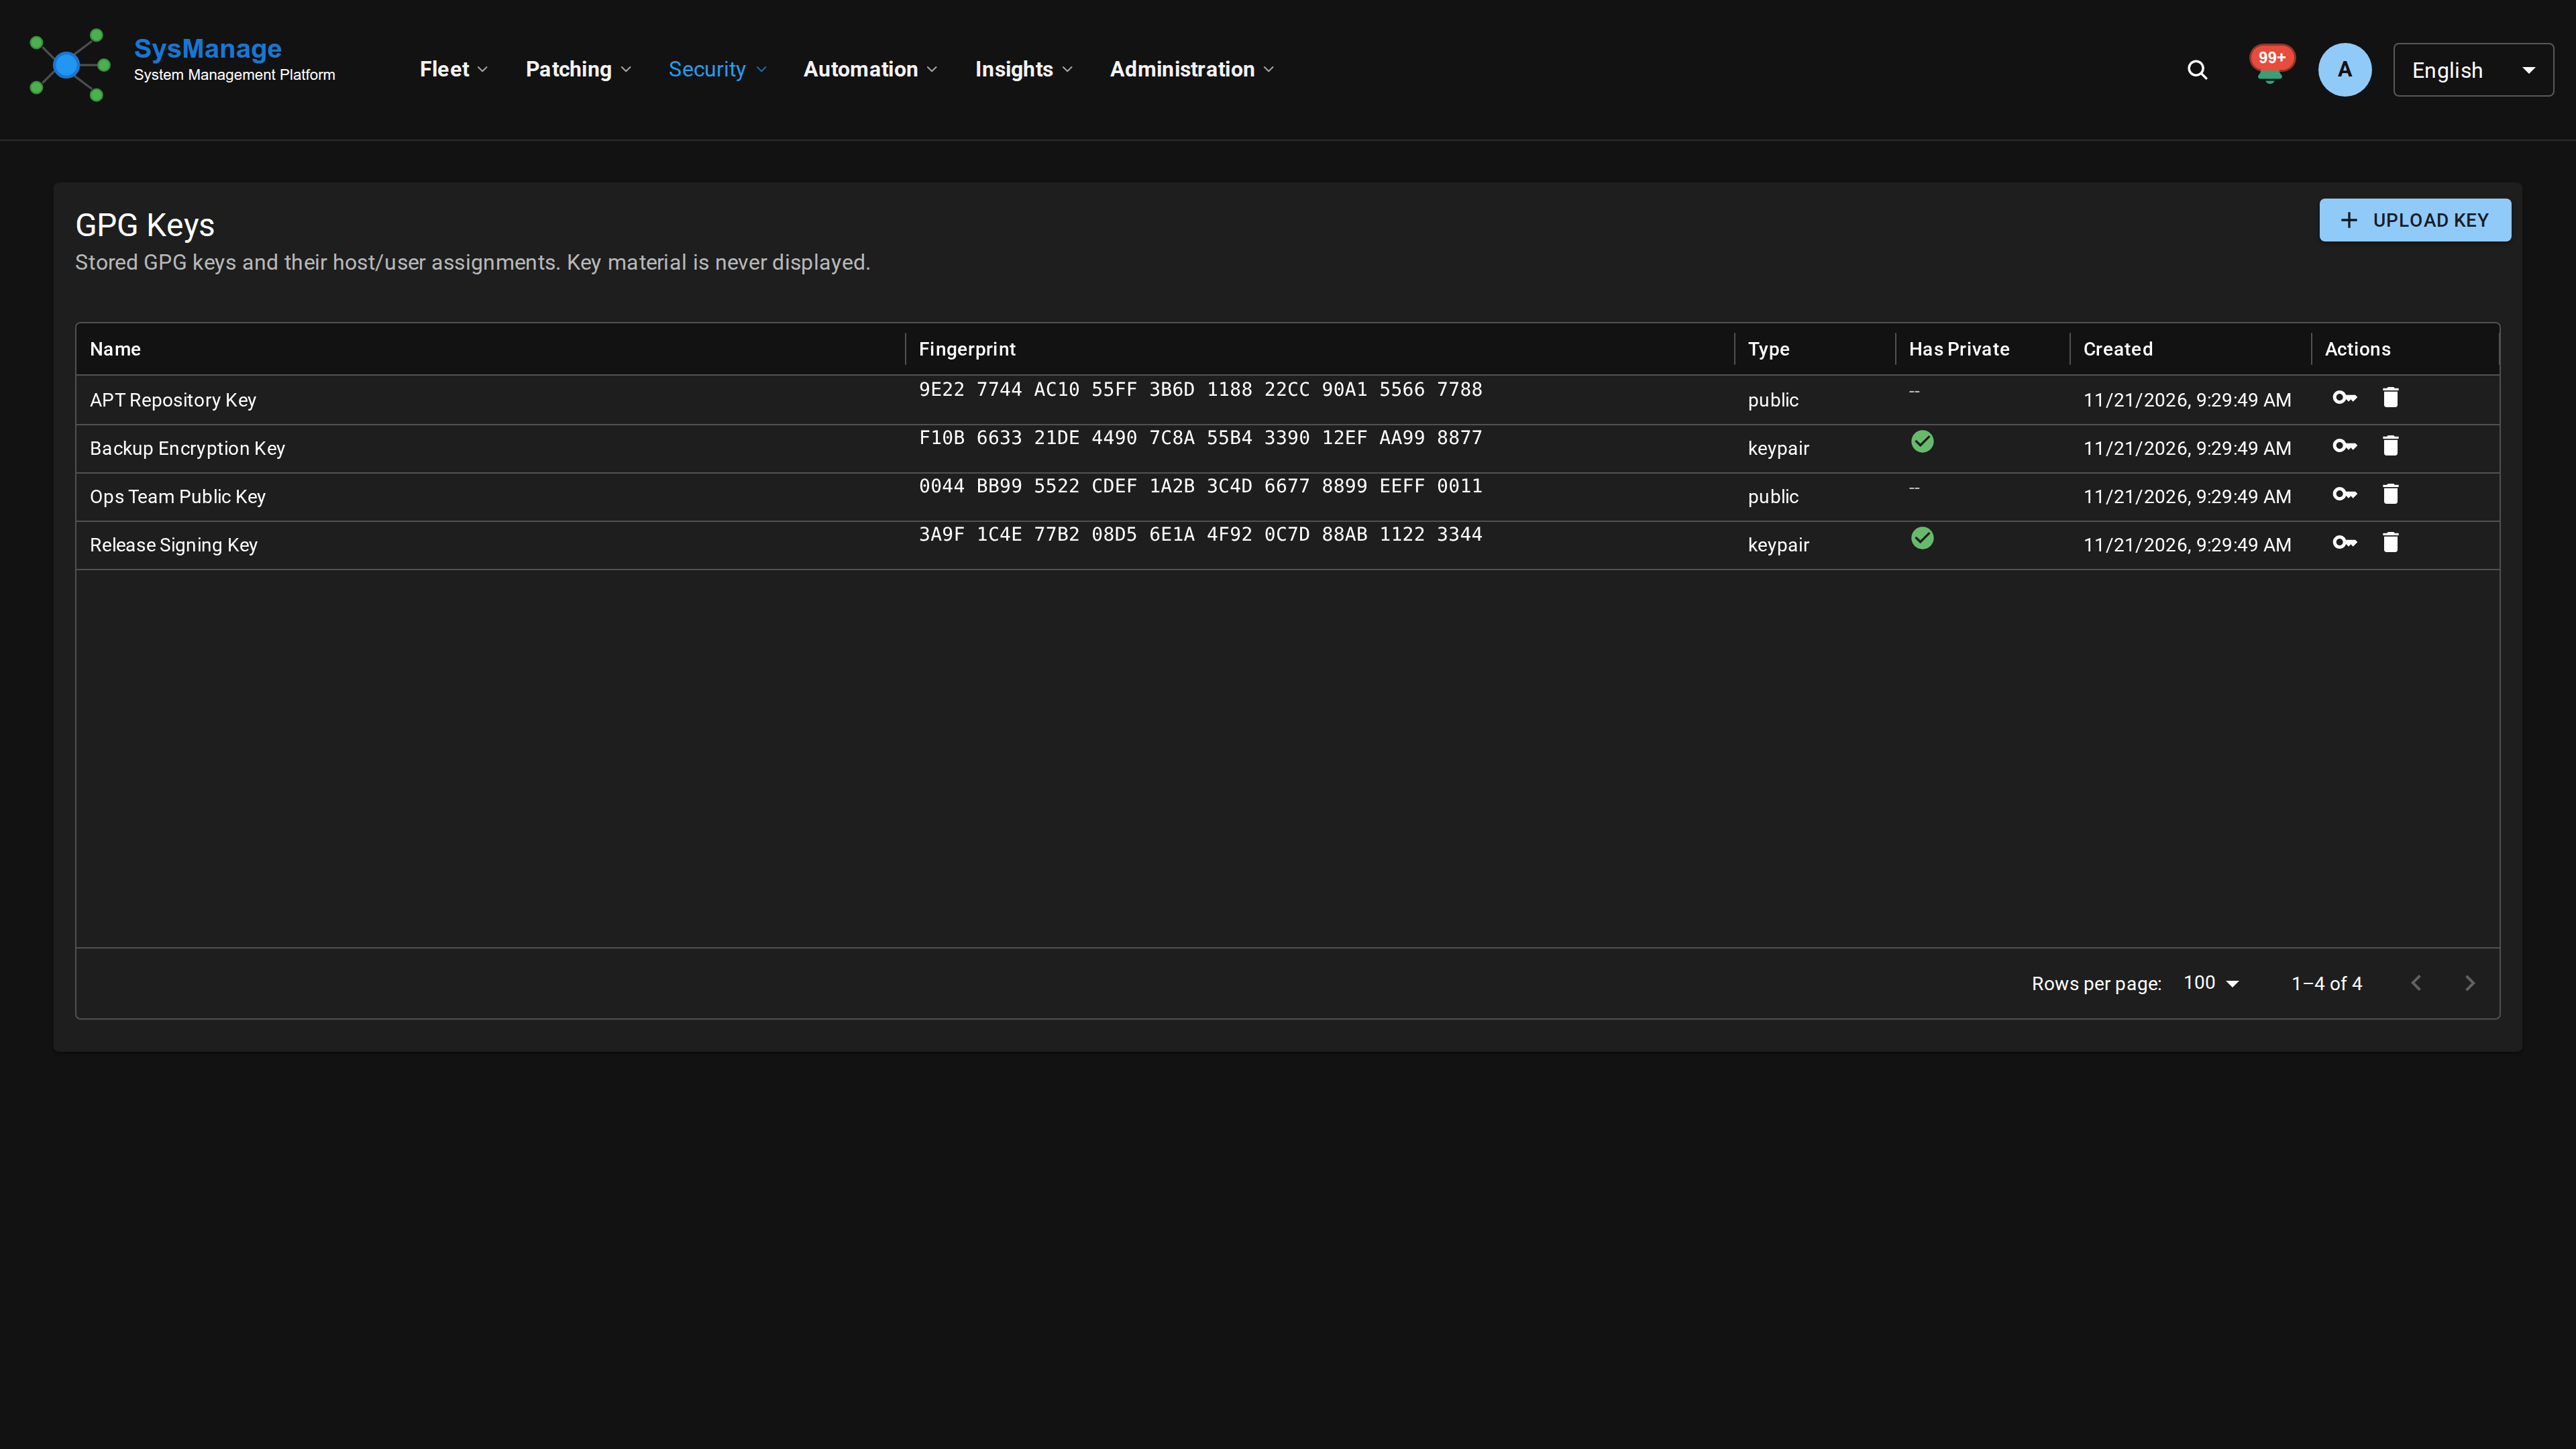 SysManage
System Management Platform
Fleet Patching Security Automation Insights Administration
99+
A
English
GPG Keys
UPLOAD KEY
Stored GPG keys and their host/user assignments. Key material is never displayed.
Name Fingerprint Type Has Private Created Actions
APT Repository Key 9E22 7744 AC10 55FF 3B6D 1188 22CC 90A1 5566 7788 public -- 11/21/2026, 9:29:49 AM
Backup Encryption Key F10B 6633 21DE 4490 7C8A 55B4 3390 12EF AA99 8877 keypair 11/21/2026, 9:29:49 AM
Ops Team Public Key 0044 BB99 5522 CDEF 1A2B 3C4D 6677 8899 EEFF 0011 public -- 11/21/2026, 9:29:49 AM
Release Signing Key 3A9F 1C4E 77B2 08D5 6E1A 4F92 0C7D 88AB 1122 3344 keypair 11/21/2026, 9:29:49 AM
Rows per page: 100 1–4 of 4